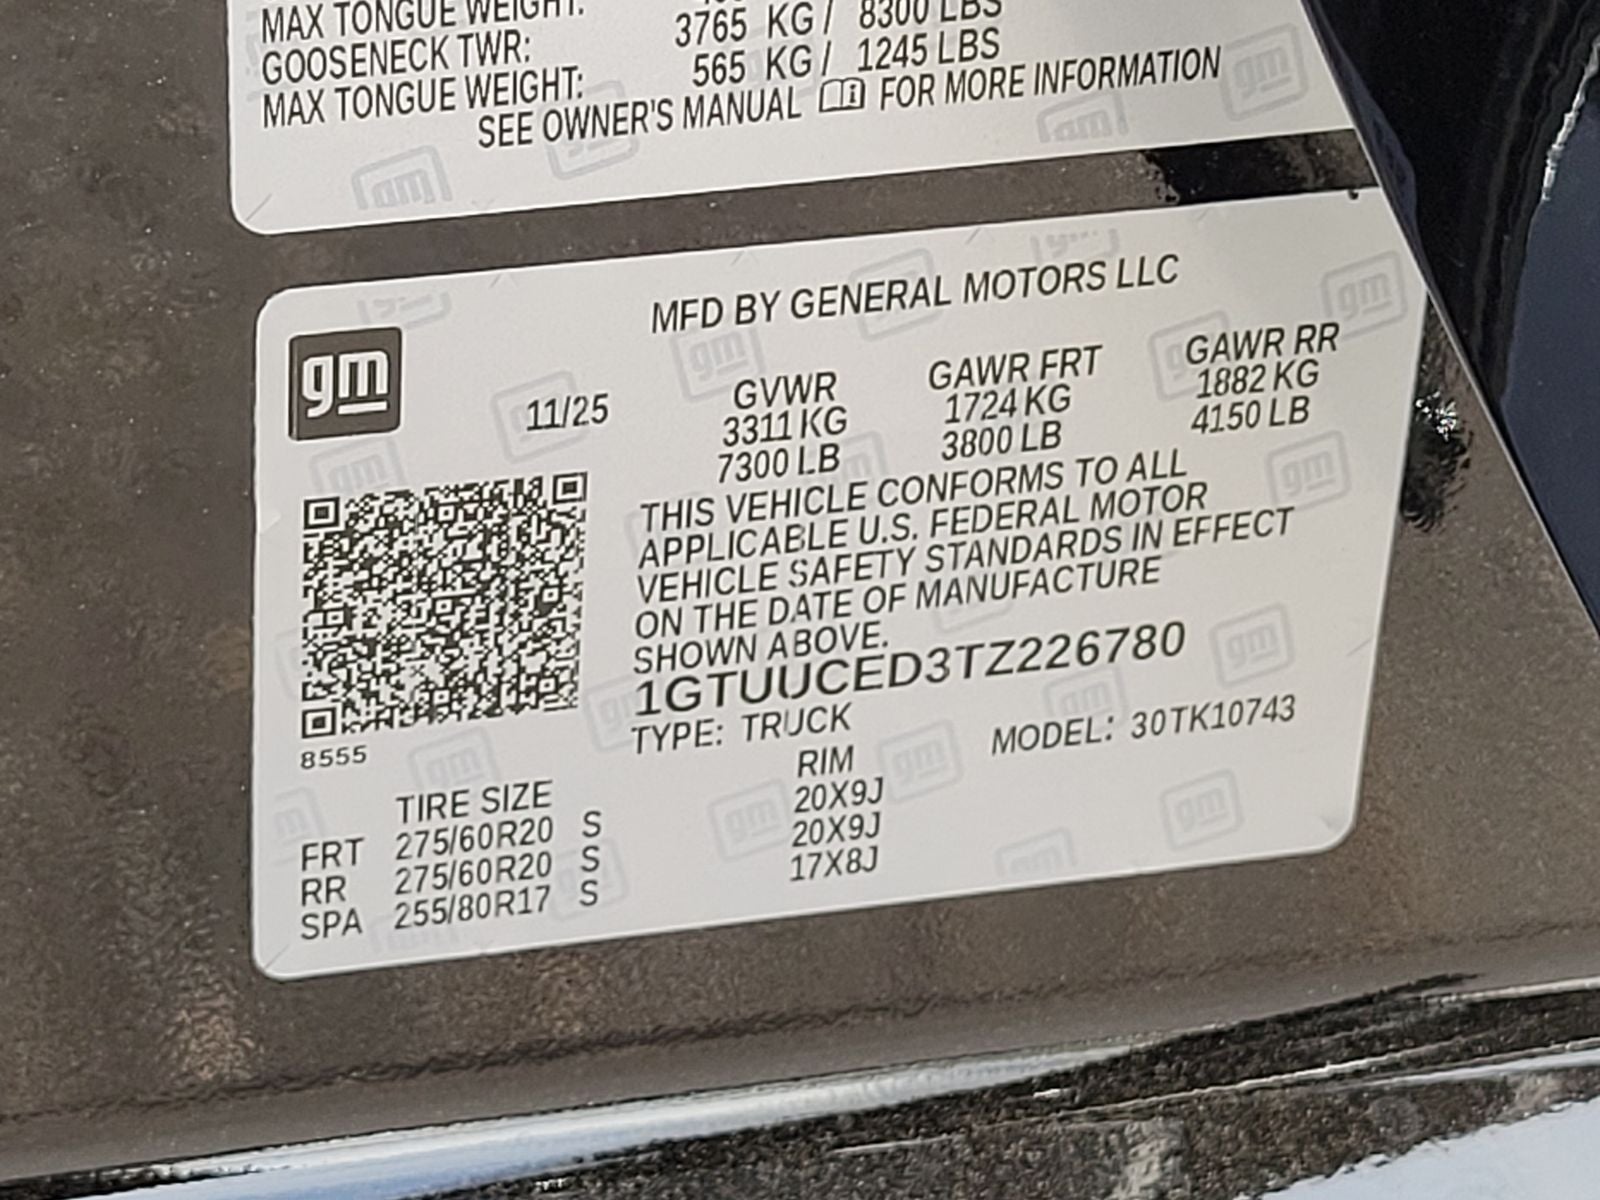 MAX TONGUE WEIGHT:
GOOSENECK TWR: 3765 KG / 8300 LBS
MAX TONGUE WEIGHT: 565 KG / 1245 LBS
SEE OWNER'S MANUAL FOR MORE INFORMATION
MFD BY GENERAL MOTORS LLC
gm
11/25
GVWR GAWR FRT GAWR RR
3311 KG 1724 KG 1882 KG
7300 LB 3800 LB 4150 LB
THIS VEHICLE CONFORMS TO ALL
APPLICABLE U.S. FEDERAL MOTOR
VEHICLE SAFETY STANDARDS IN EFFECT
ON THE DATE OF MANUFACTURE
SHOWN ABOVE.
1GTUUCED3TZ226780
TYPE: TRUCK MODEL: 30TK10743
8555
TIRE SIZE RIM
FRT 275/60R20 S 20X9J
RR 275/60R20 S 20X9J
SPA 255/80R17 S 17X8J